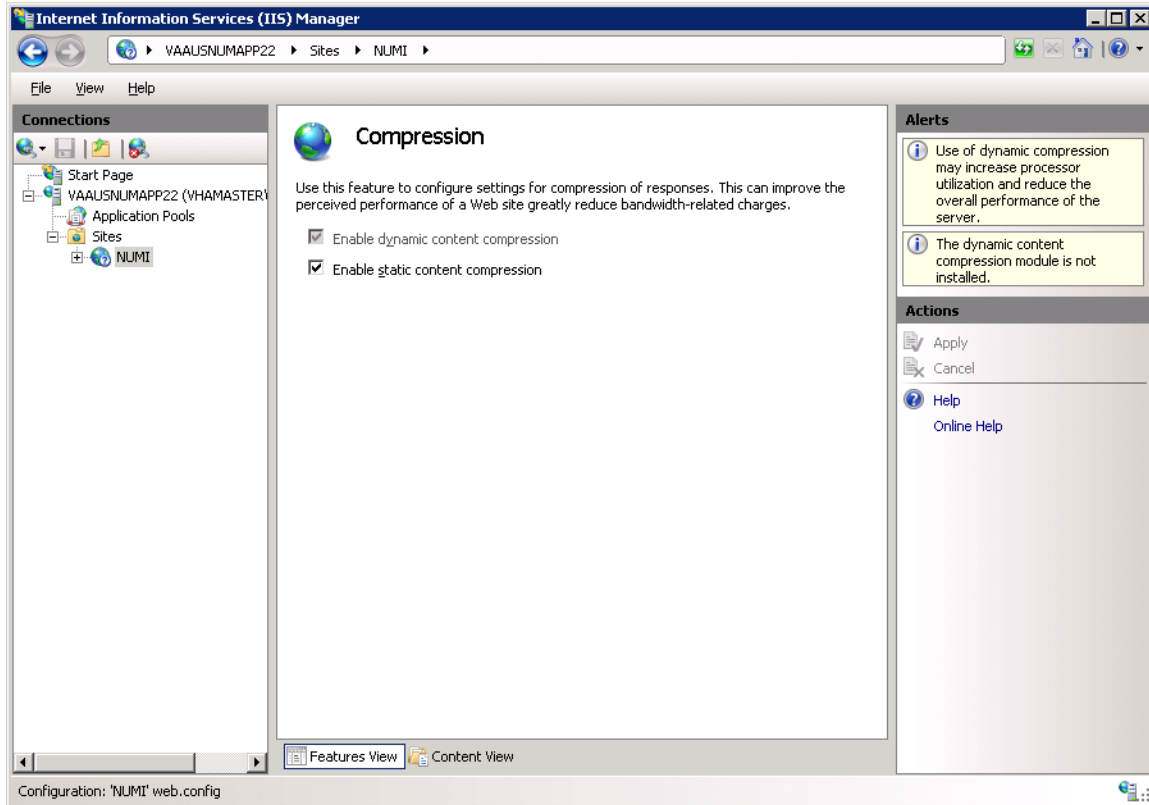 Internet Information Services (IIS) Manager
VAAUSNUMAPP22 Sites NUMI
File View Help
Connections
Start Page
VAAUSNUMAPP22 (VHAMASTER\
Application Pools
Sites
NUMI
Compression
Use this feature to configure settings for compression of responses. This can improve the
perceived performance of a Web site greatly reduce bandwidth-related charges.
Enable dynamic content compression
Enable static content compression
Features View Content View
Alerts
Use of dynamic compression
may increase processor
utilization and reduce the
overall performance of the
server.
The dynamic content
compression module is not
installed.
Actions
Apply
Cancel
Help
Online Help
Configuration: 'NUMI' web.config